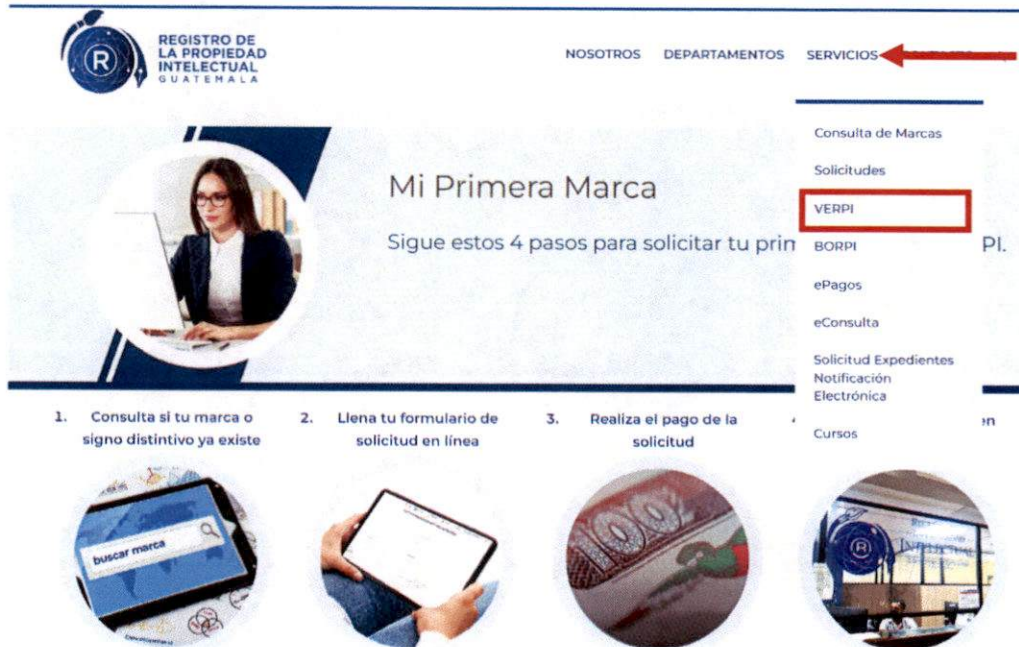 REGISTRO DE
LA PROPIEDAD
INTELECTUAL
GUATEMALA
NOSOTROS DEPARTAMENTOS SERVICIOS
Mi Primera Marca
Sigue estos 4 pasos para solicitar tu prim PI.
Consulta de Marcas
Solicitudes
VERPI
BORPI
ePagos
eConsulta
Solicitud Expedientes
Notificación
Electrónica
Cursos
1. Consulta si tu marca o
signo distintivo ya existe
2. Llena tu formulario de
solicitud en línea
3. Realiza el pago de la
solicitud
en
buscar marca
100
R
INTELECTUAL